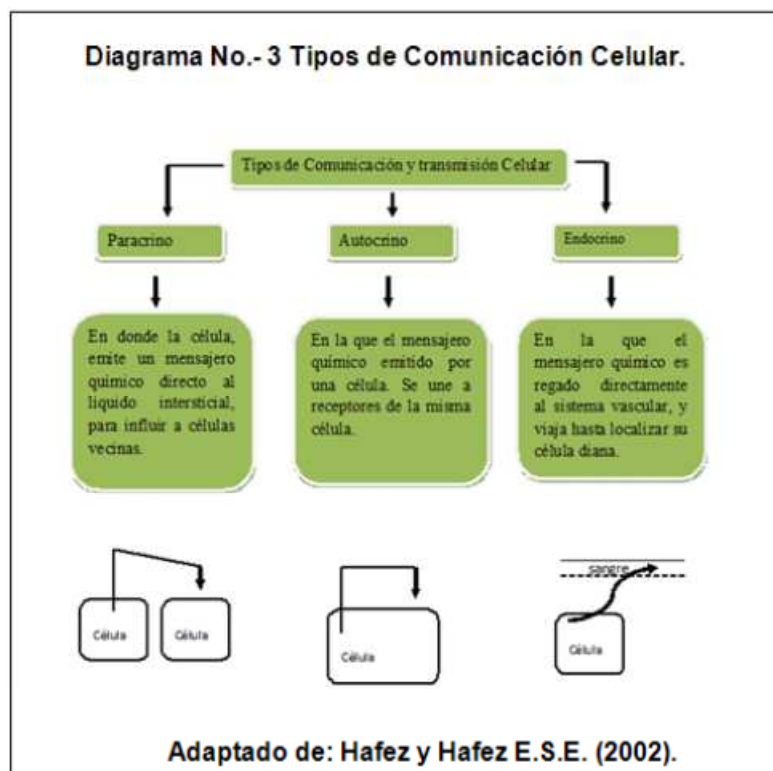 Diagrama No.- 3 Tipos de Comunicación Celular.
Tipos de Comunicación y transmisión Celular
Paracrino
Autocrino
Endocrino
En donde la célula,
emite un mensajero
químico directo al
liquido intersticial,
para influir a células
vecinas.
En la que el mensajero
químico emitido por
una célula. Se une a
receptores de la misma
célula.
En la que el
mensajero químico es
regado directamente
al sistema vascular, y
viaja hasta localizar su
célula diana.
Célula
Célula
Célula
sangre
Célula
Adaptado de: Hafez y Hafez E.S.E. (2002).